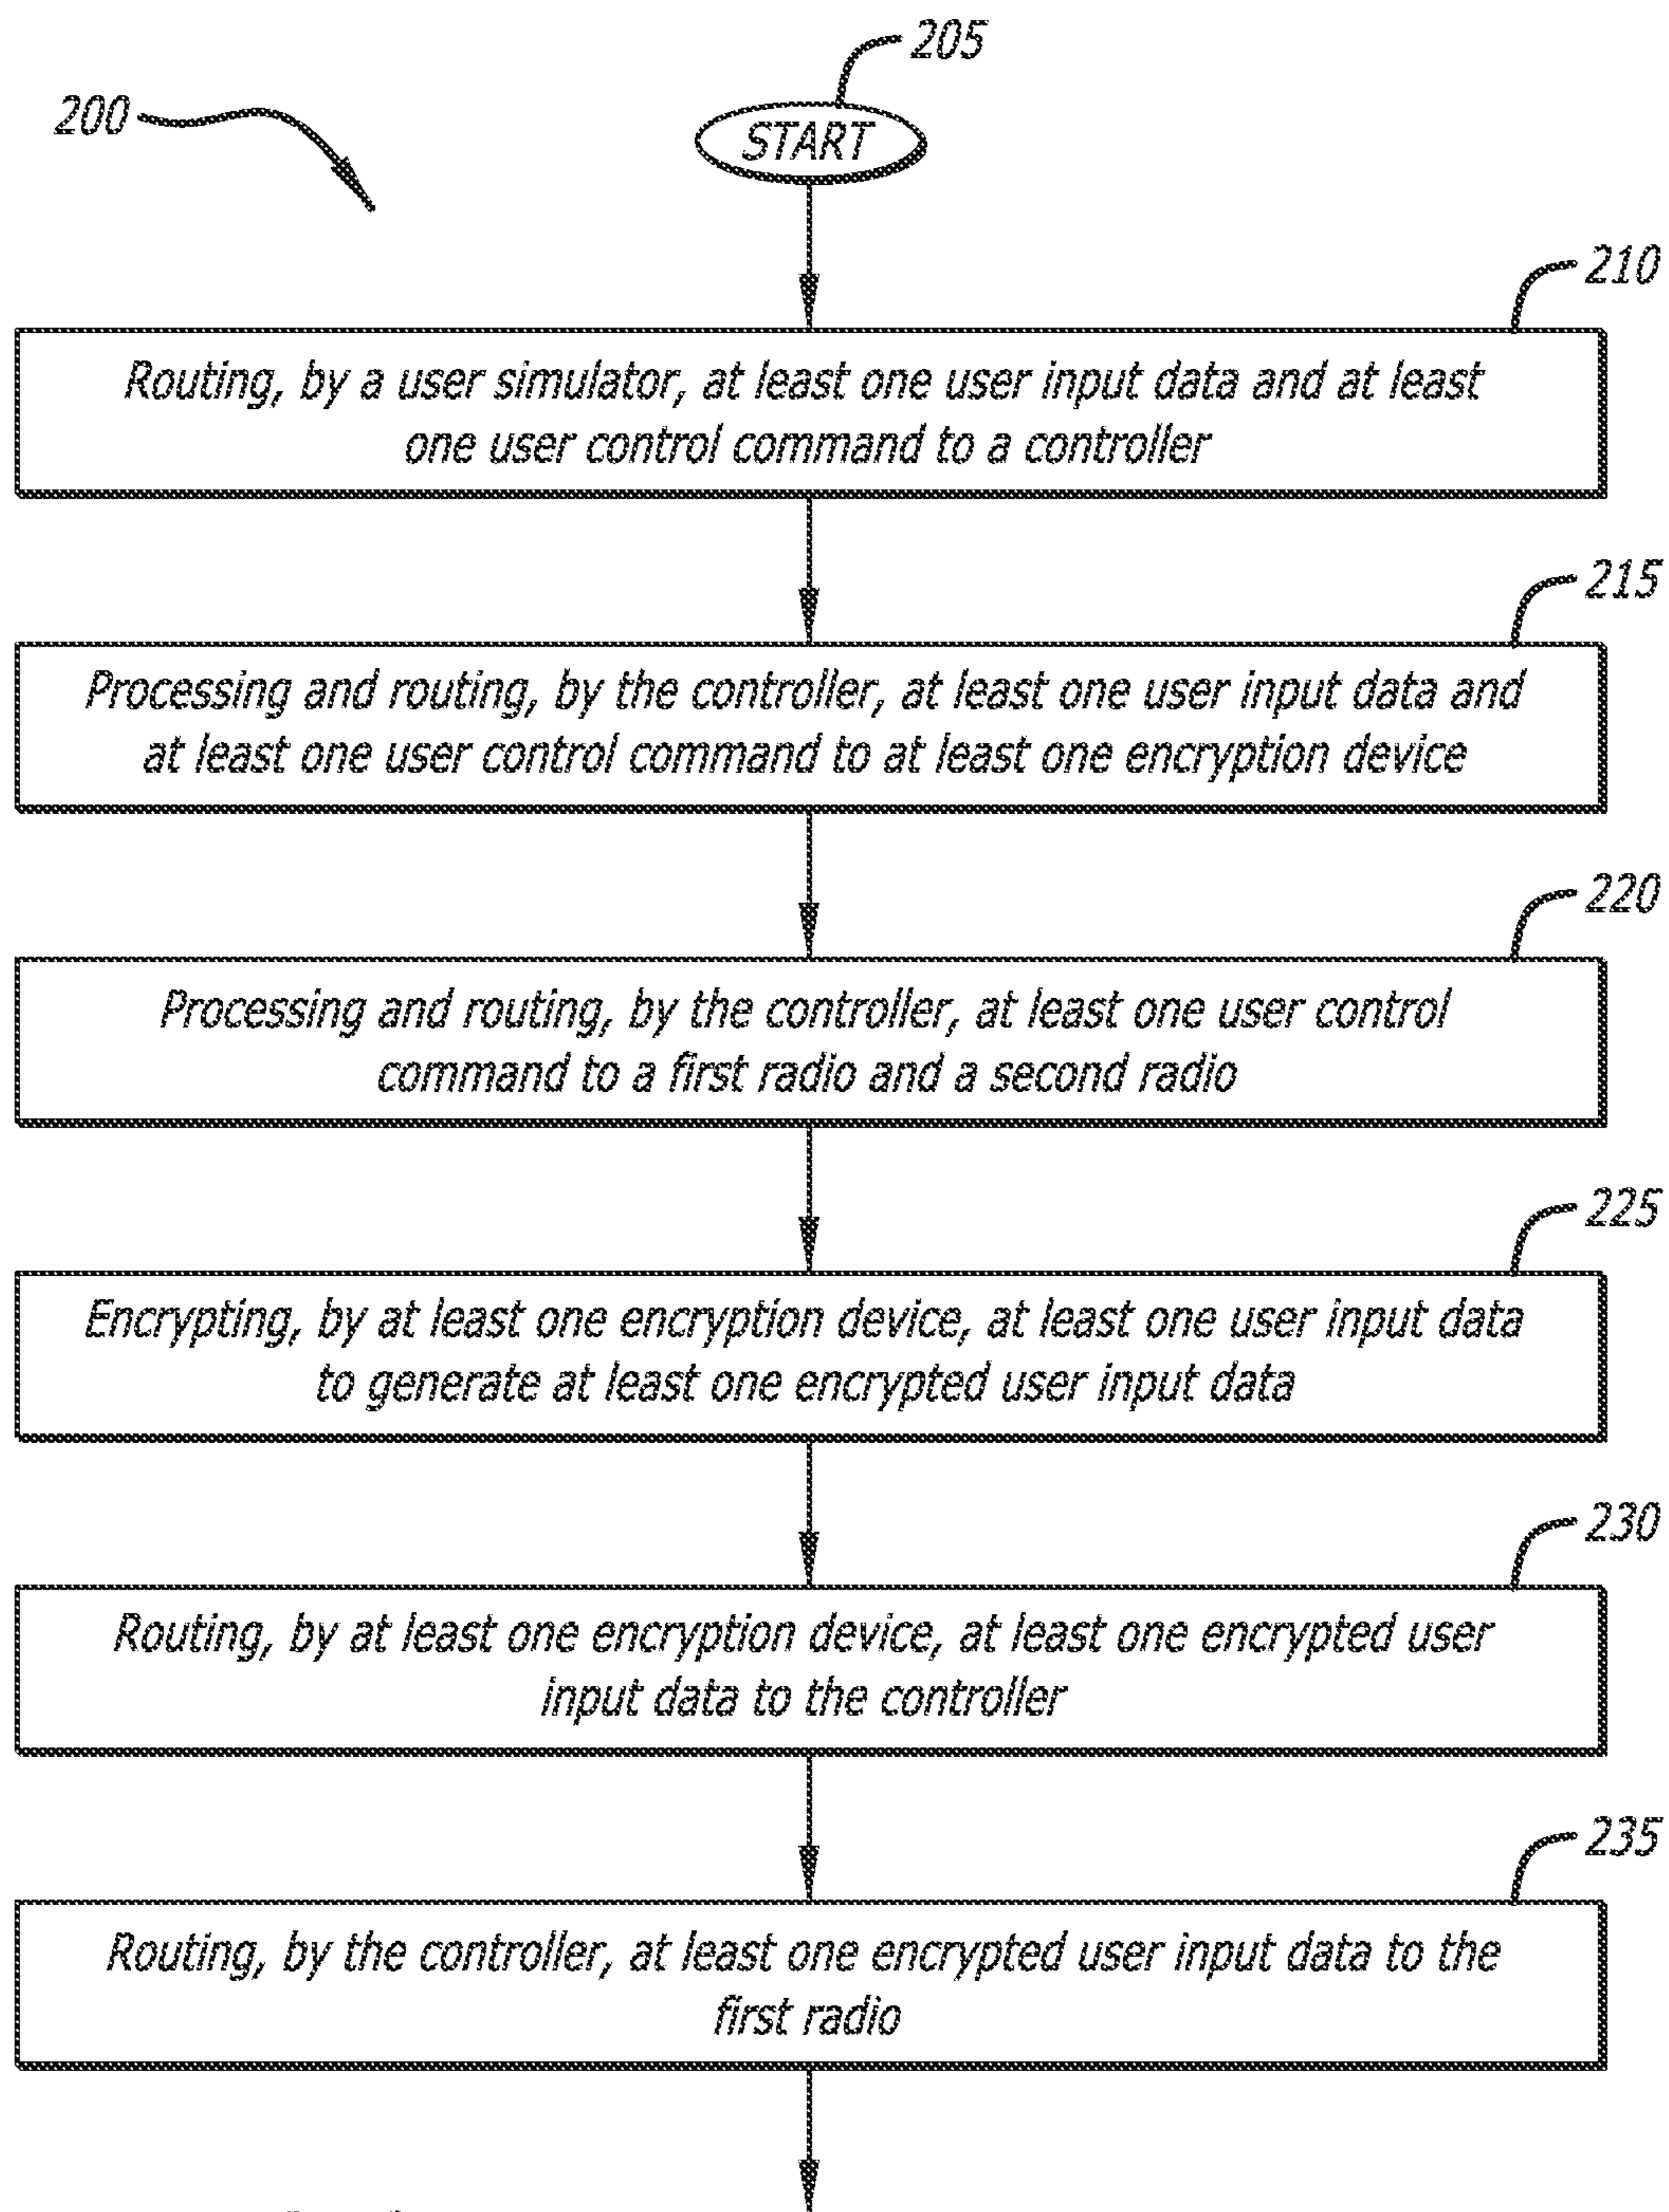 205
200
START
210
Routing, by a user simulator, at least one user input data and at least
one user control command to a controller
215
Processing and routing, by the controller, at least one user input data and
at least one user control command to at least one encryption device
220
Processing and routing, by the controller, at least one user control
command to a first radio and a second radio
225
Encrypting, by at least one encryption device, at least one user input data
to generate at least one encrypted user input data
230
Routing, by at least one encryption device, at least one encrypted user
input data to the controller
235
Routing, by the controller, at least one encrypted user input data to the
first radio